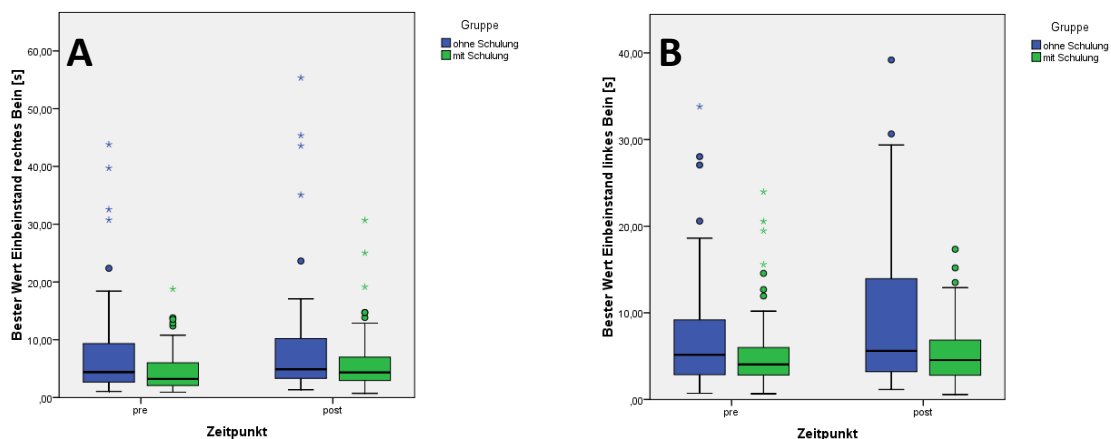 A
Gruppe
ohne Schulung
mit Schulung
Bester Wert Einbeinstand rechtes Bein [s]
60,00
50,00
40,00
30,00
20,00
10,00
,00
pre
post
Zeitpunkt
B
Gruppe
ohne Schulung
mit Schulung
Bester Wert Einbeinstand linkes Bein [s]
40,00
30,00
20,00
10,00
,00
pre
post
Zeitpunkt